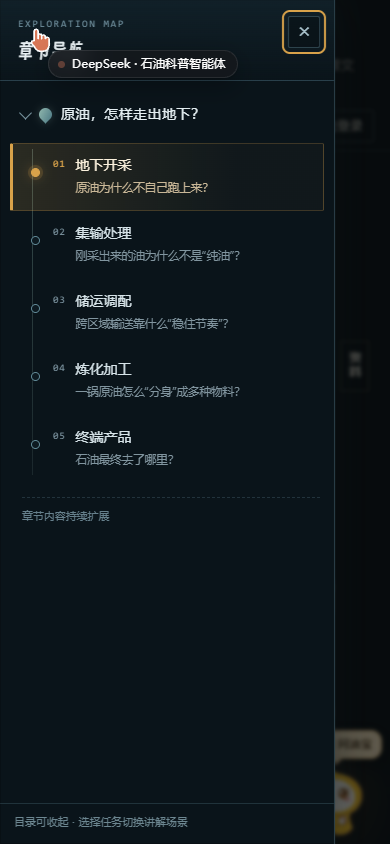 EXPLORATION MAP
章节导航
DeepSeek · 石油科普智能体
原油，怎样走出地下？
01 地下开采
原油为什么不自己跑上来？
02 集输处理
刚采出来的油为什么不是“纯油”？
03 储运调配
跨区域输送靠什么“稳住节奏”？
04 炼化加工
一锅原油怎么“分身”成多种物料？
05 终端产品
石油最终去了哪里？
章节内容持续扩展
目录可收起 · 选择任务切换讲解场景